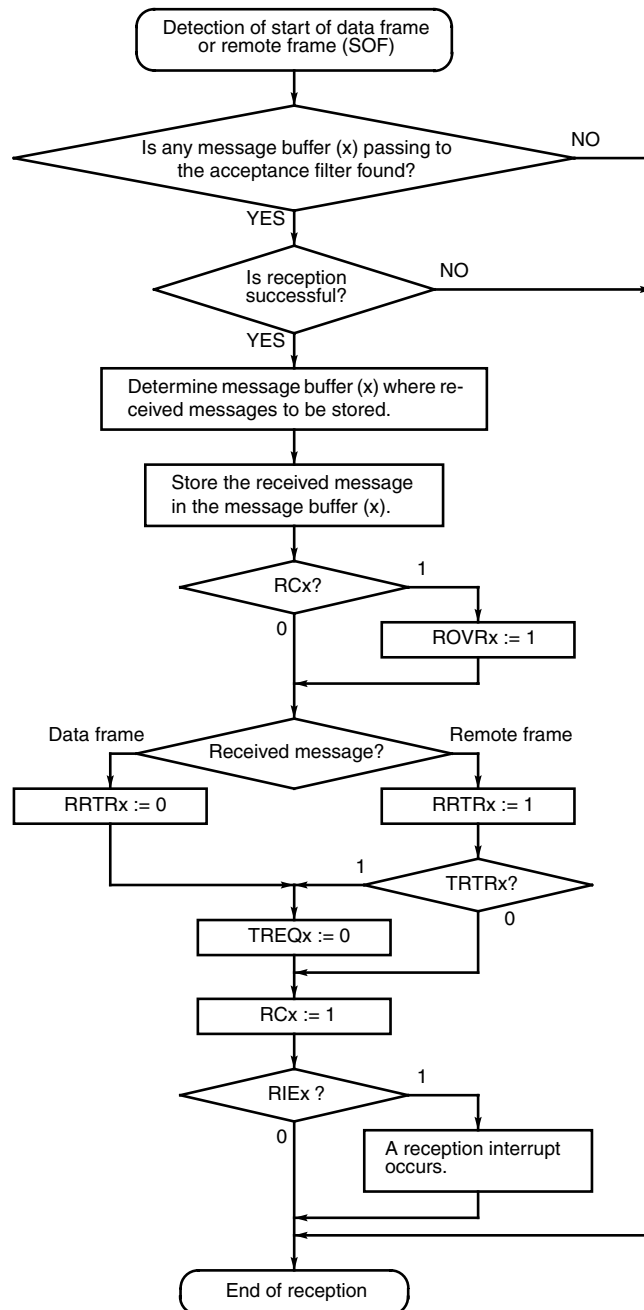 Detection of start of data frame
or remote frame (SOF)
Is any message buffer (x) passing to
the acceptance filter found?
NO
YES
Is reception
successful?
NO
YES
Determine message buffer (x) where re-
ceived messages to be stored.
Store the received message
in the message buffer (x).
RCx?
1
0
ROVRx := 1
Data frame
Received message?
Remote frame
RRTRx := 0
RRTRx := 1
1
TRTRx?
0
TREQx := 0
RCx := 1
RIEx ?
1
0
A reception interrupt
occurs.
End of reception